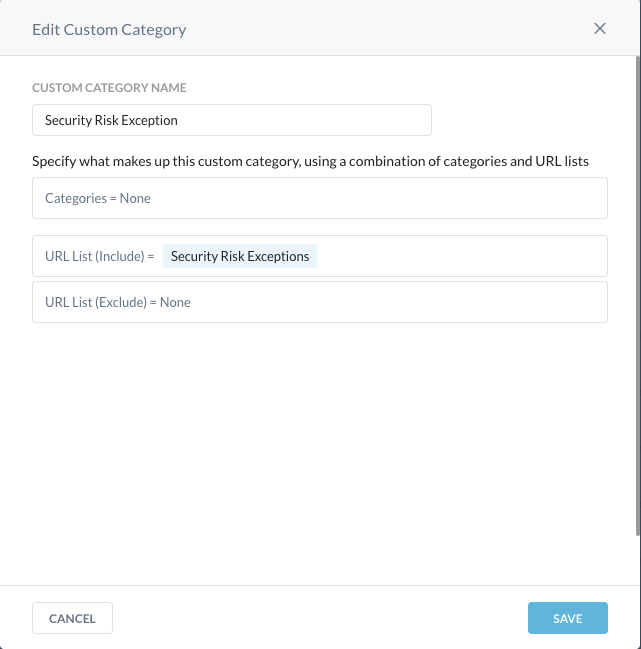 Edit Custom Category
CUSTOM CATEGORY NAME
Security Risk Exception
Specify what makes up this custom category, using a combination of categories and URL lists
Categories = None
URL List (Include) = Security Risk Exceptions
URL List (Exclude) = None
CANCEL
SAVE